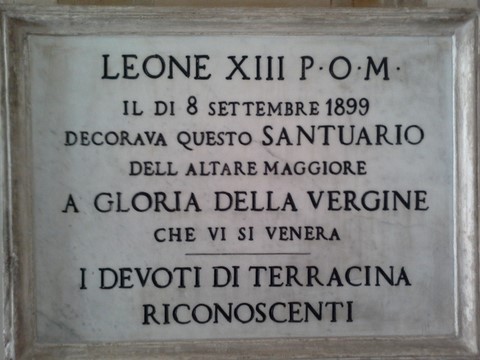 LEONE XIII P·O·M·
IL DI 8 SETTEMBRE 1899
DECORAVA QUESTO SANTUARIO
DELL ALTARE MAGGIORE
A GLORIA DELLA VERGINE
CHE VI SI VENERA
I DEVOTI DI TERRACINA
RICONOSCENTI